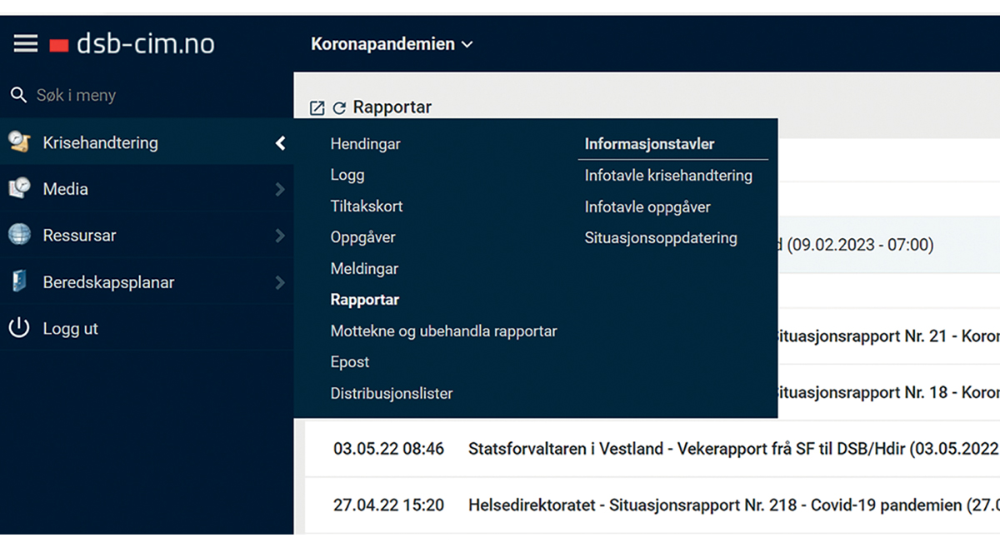 dsb-cim.no
Koronapandemien
Søk i meny
Rapportar
Krisehandtering
Media
Ressursar
Beredskapsplanar
Logg ut
Hendingar
Logg
Tiltakskort
Oppgåver
Meldingar
Rapportar
Mottekne og ubehandla rapportar
Epost
Distribusjonslister
Informasjonstavler
Infotavle krisehandtering
Infotavle oppgåver
Situasjonsoppdatering
(09.02.2023 - 07:00)
ituasjonsrapport Nr. 21 - Koro
ituasjonsrapport Nr. 18 - Koro
03.05.22 08:46 Statsforvaltaren i Vestland - Vekerapport frå SF til DSB/Hdir (03.05.2022
27.04.22 15:20 Helsedirektoratet - Situasjonsrapport Nr. 218 - Covid-19 pandemien (27.0